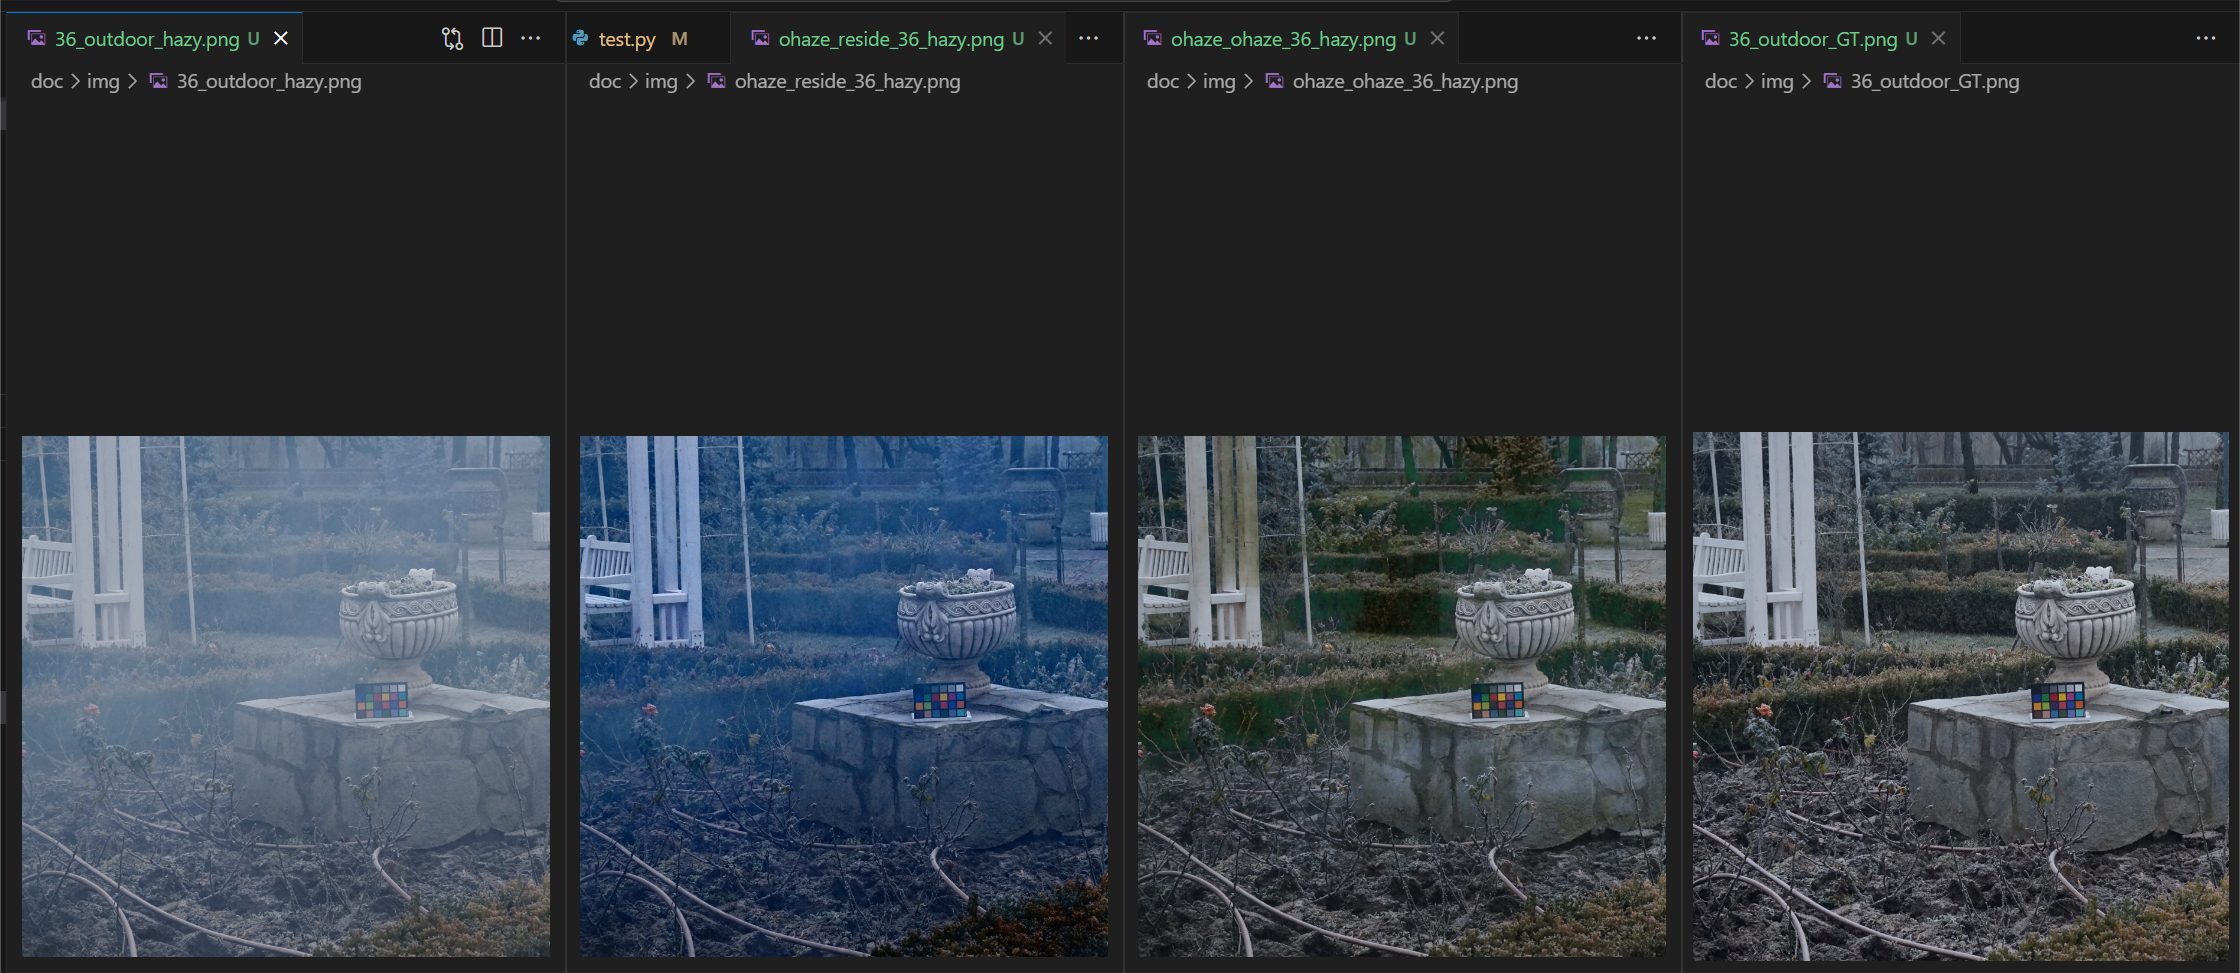 36_outdoor_hazy.png U
test.py M
ohaze_reside_36_hazy.png U
ohaze_ohaze_36_hazy.png U
36_outdoor_GT.png U
doc > img > 36_outdoor_hazy.png
doc > img > ohaze_reside_36_hazy.png
doc > img > ohaze_ohaze_36_hazy.png
doc > img > 36_outdoor_GT.png